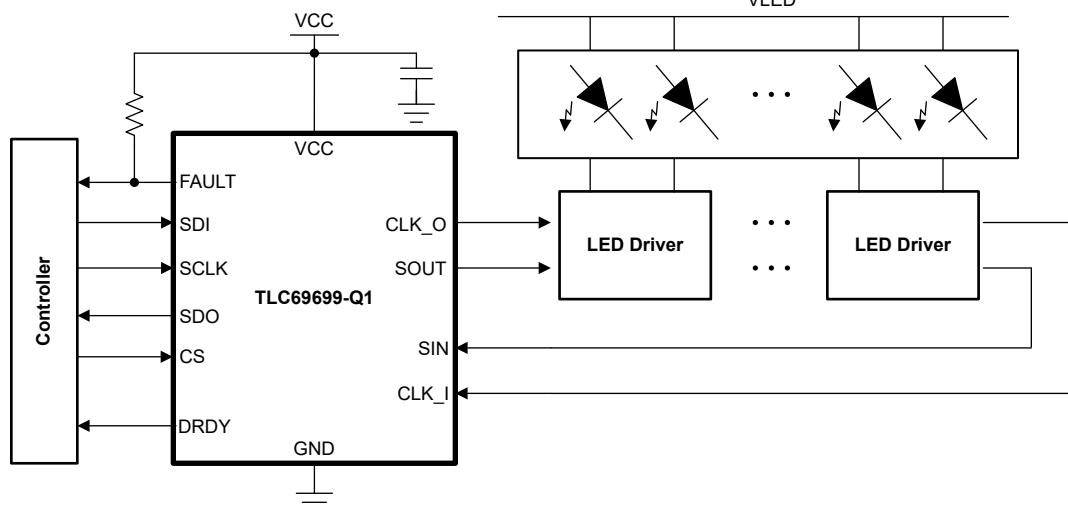 VLED
VCC
VCC
FAULT
SDI
SCLK
SDO
CS
DRDY
GND
CLK_O
SOUT
SIN
CLK_I
TLC69699-Q1
Controller
LED Driver
LED Driver